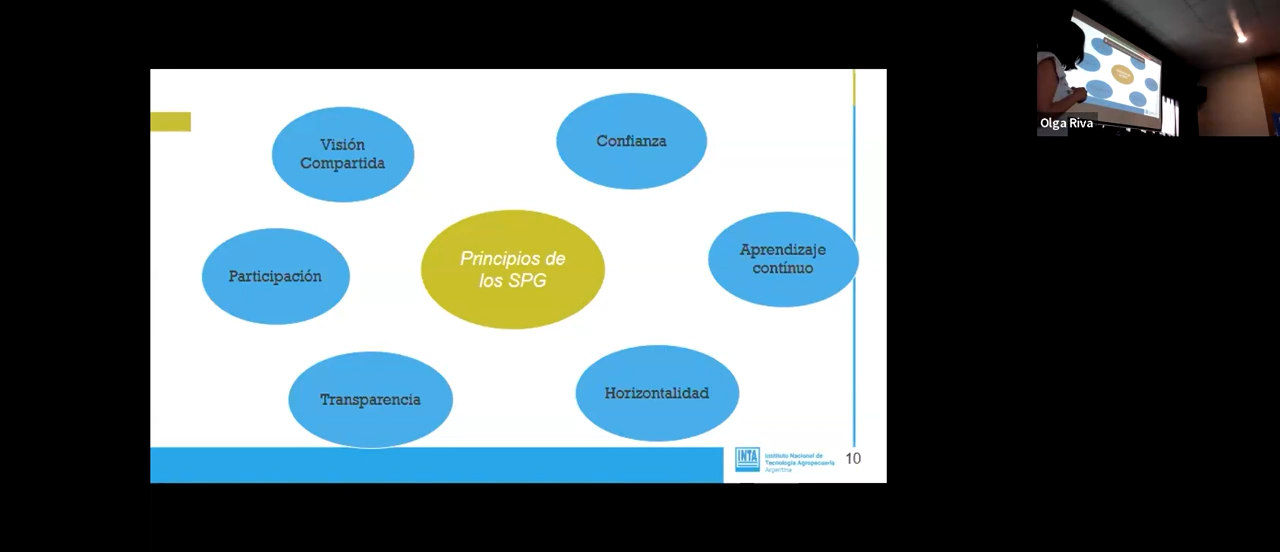 Visión
Compartida
Confianza
Principios de
los SPG
Aprendizaje
contínuo
Participación
Transparencia
Horizontalidad
INTA
Instituto Nacional de
Tecnología Agropecuaria
Argentina
10
Olga Riva